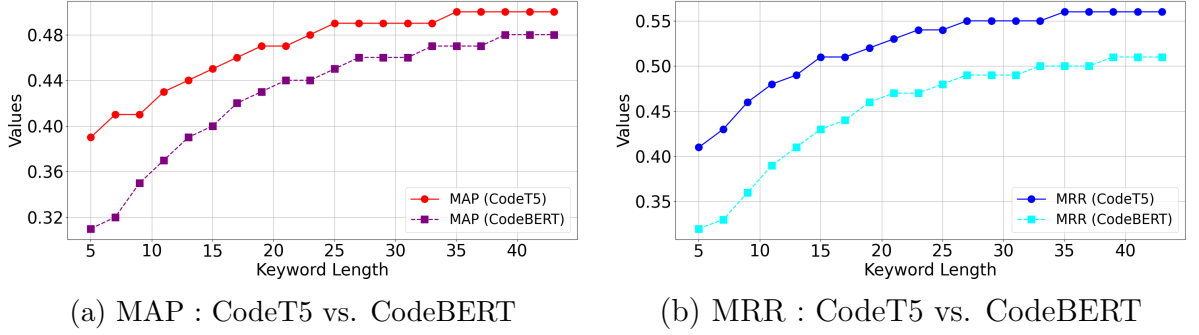 0.48
0.44
0.40
0.36
0.32
Values
5 10 15 20 25 30 35 40
Keyword Length
MAP (CodeT5)
MAP (CodeBERT)
(a) MAP : CodeT5 vs. CodeBERT
0.55
0.50
0.45
0.40
0.35
Values
5 10 15 20 25 30 35 40
Keyword Length
MRR (CodeT5)
MRR (CodeBERT)
(b) MRR : CodeT5 vs. CodeBERT